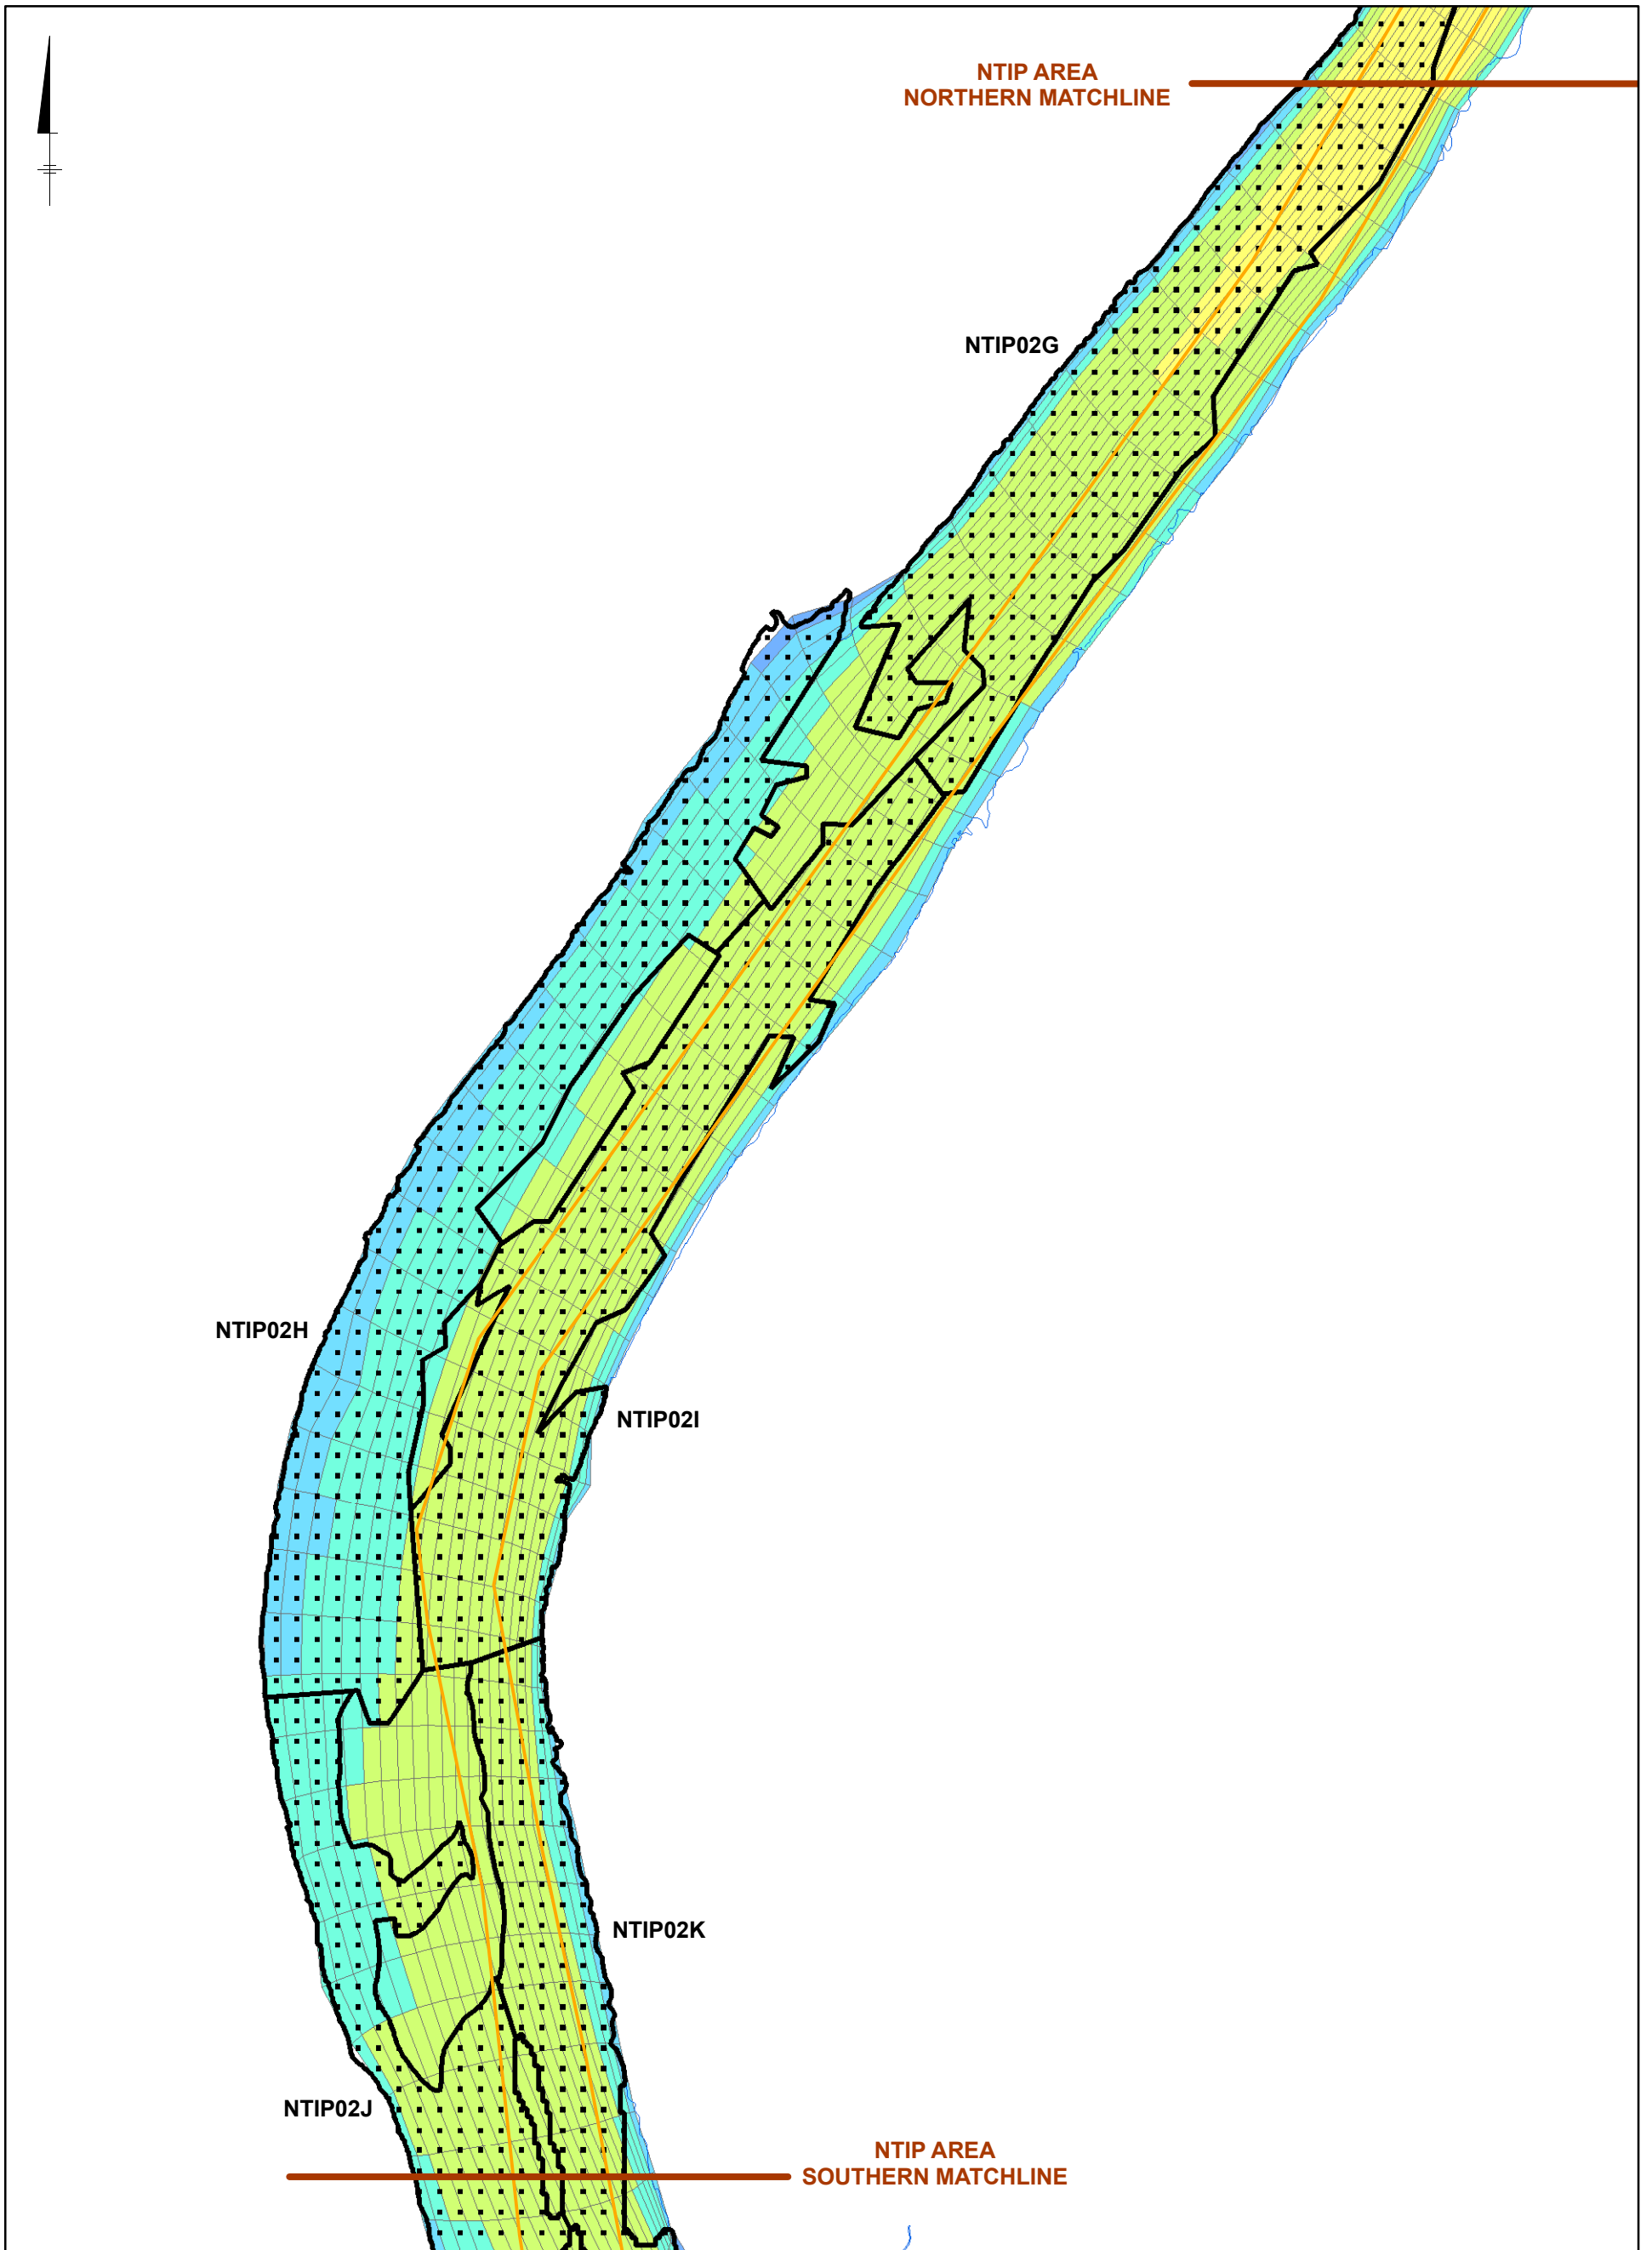 NTIP AREA
NORTHERN MATCHLINE
NTIP02G
NTIP02H
NTIP02I
NTIP02K
NTIP02J
NTIP AREA
SOUTHERN MATCHLINE